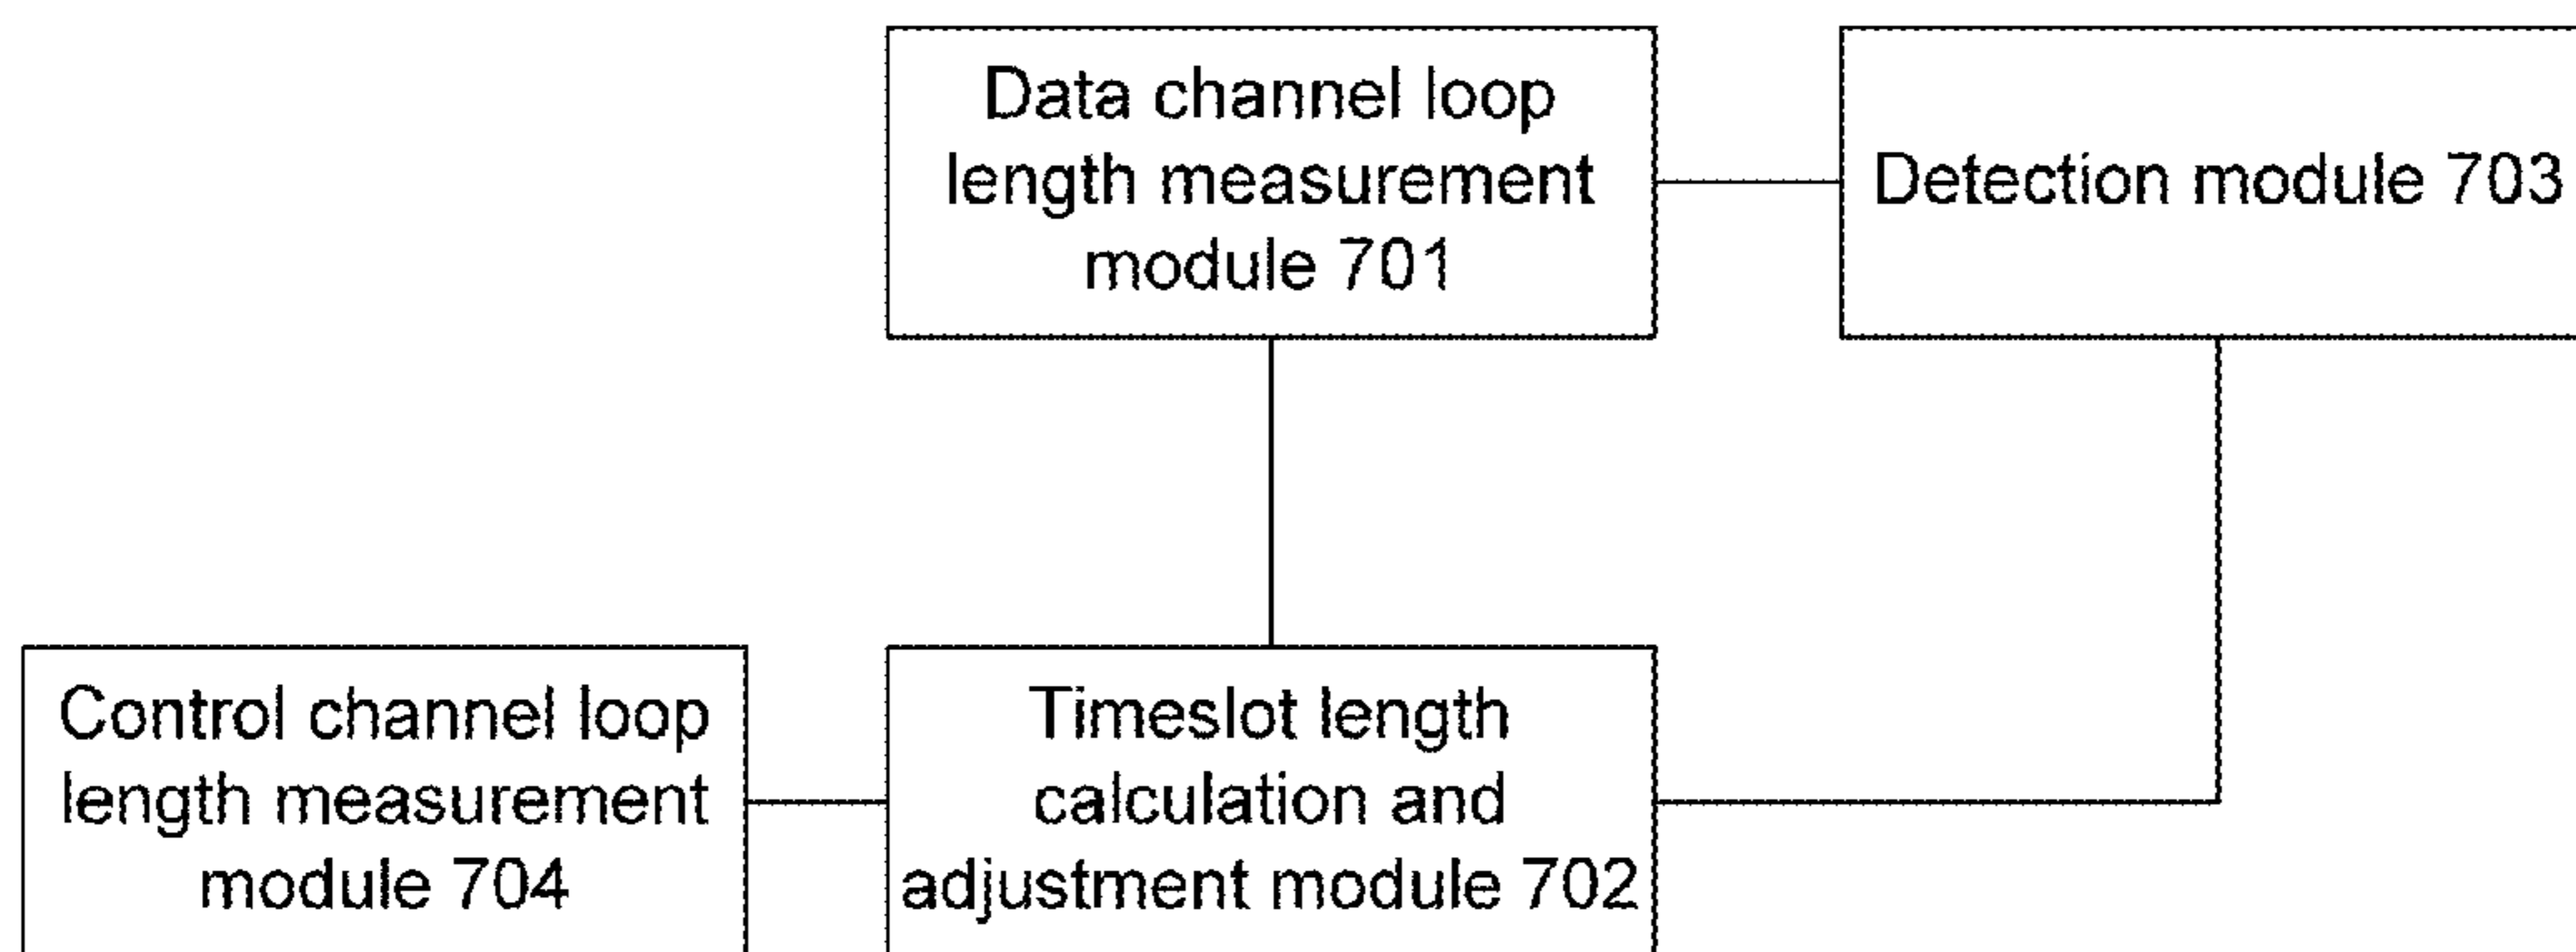 Data channel loop
length measurement
module 701
Detection module 703
Control channel loop
length measurement
module 704
Timeslot length
calculation and
adjustment module 702